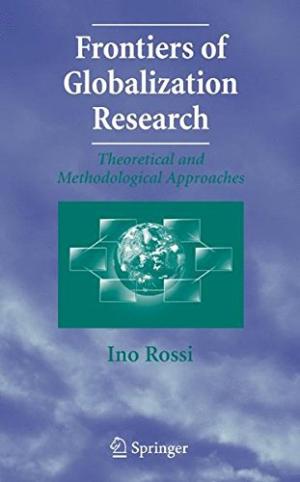 Frontiers of
Globalization
Research
Theoretical and
Methodological Approaches
Ino Rossi
Springer